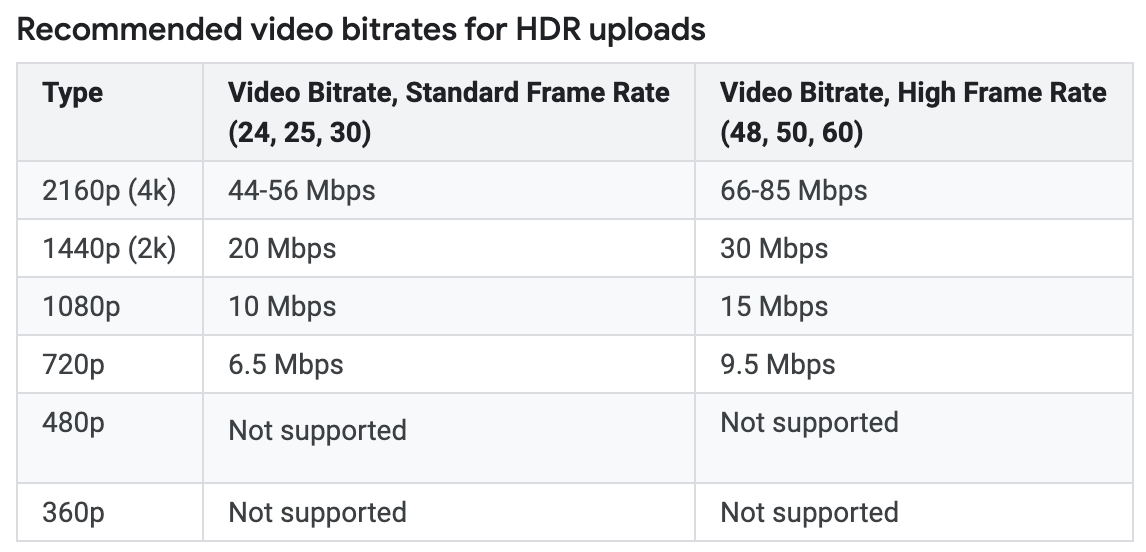 Recommended video bitrates for HDR uploads
Type
Video Bitrate, Standard Frame Rate
(24, 25, 30)
Video Bitrate, High Frame Rate
(48, 50, 60)
2160p (4k)
44-56 Mbps
66-85 Mbps
1440p (2k)
20 Mbps
30 Mbps
1080p
10 Mbps
15 Mbps
720p
6.5 Mbps
9.5 Mbps
480p
Not supported
Not supported
360p
Not supported
Not supported